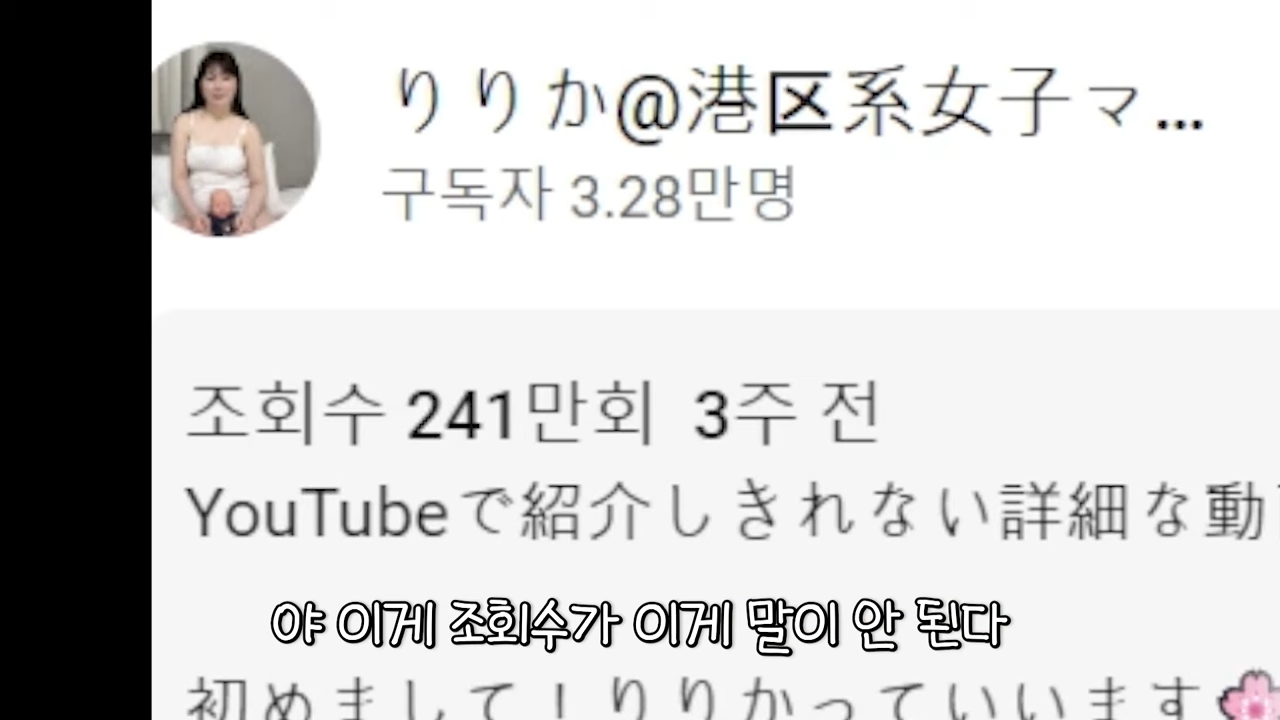 りりか@港区系女子マ...
구독자 3.28만명
조회수 241만회 3주 전
YouTubeで紹介しきれない詳細な動
야 이게 조회수가 이게 말이 안 된다
初めまして！りりかっていいます🌸